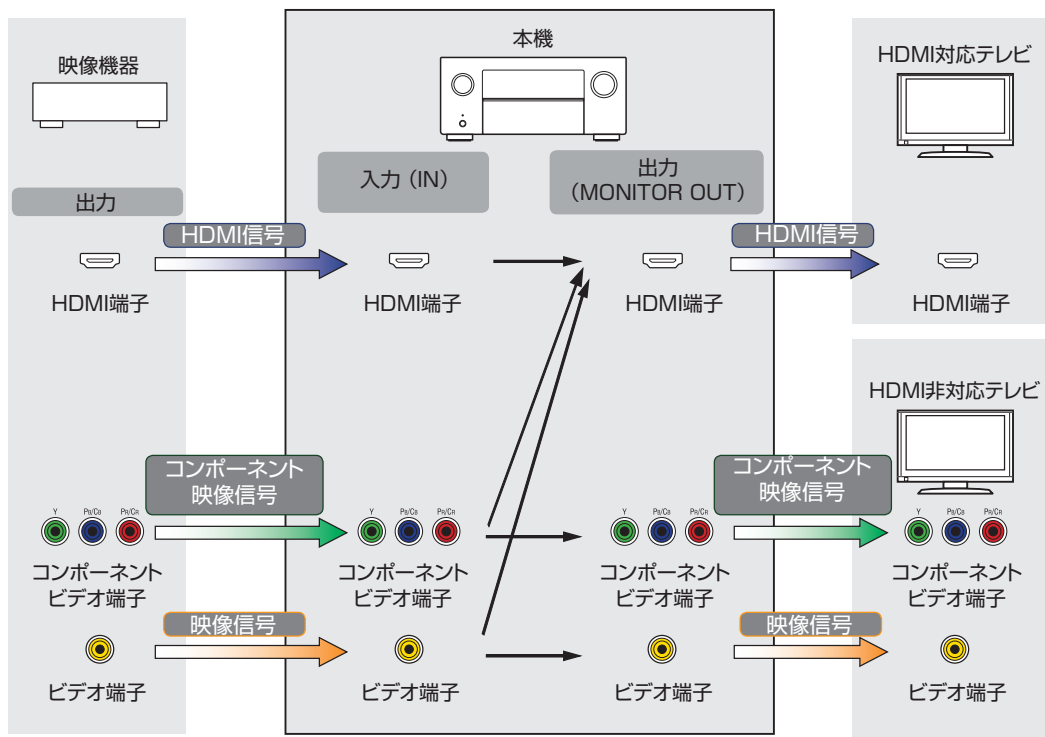 映像機器
本機
HDMI対応テレビ
入力（IN）
出力
（MONITOR OUT）
出力
HDMI信号
HDMI信号
HDMI端子
HDMI端子
HDMI端子
HDMI端子
HDMI非対応テレビ
コンポーネント
映像信号
コンポーネント
映像信号
Y PB/CB PR/CR
Y PB/CB PR/CR
Y PB/CB PR/CR
Y PB/CB PR/CR
コンポーネント
ビデオ端子
コンポーネント
ビデオ端子
コンポーネント
ビデオ端子
コンポーネント
ビデオ端子
映像信号
映像信号
ビデオ端子
ビデオ端子
ビデオ端子
ビデオ端子